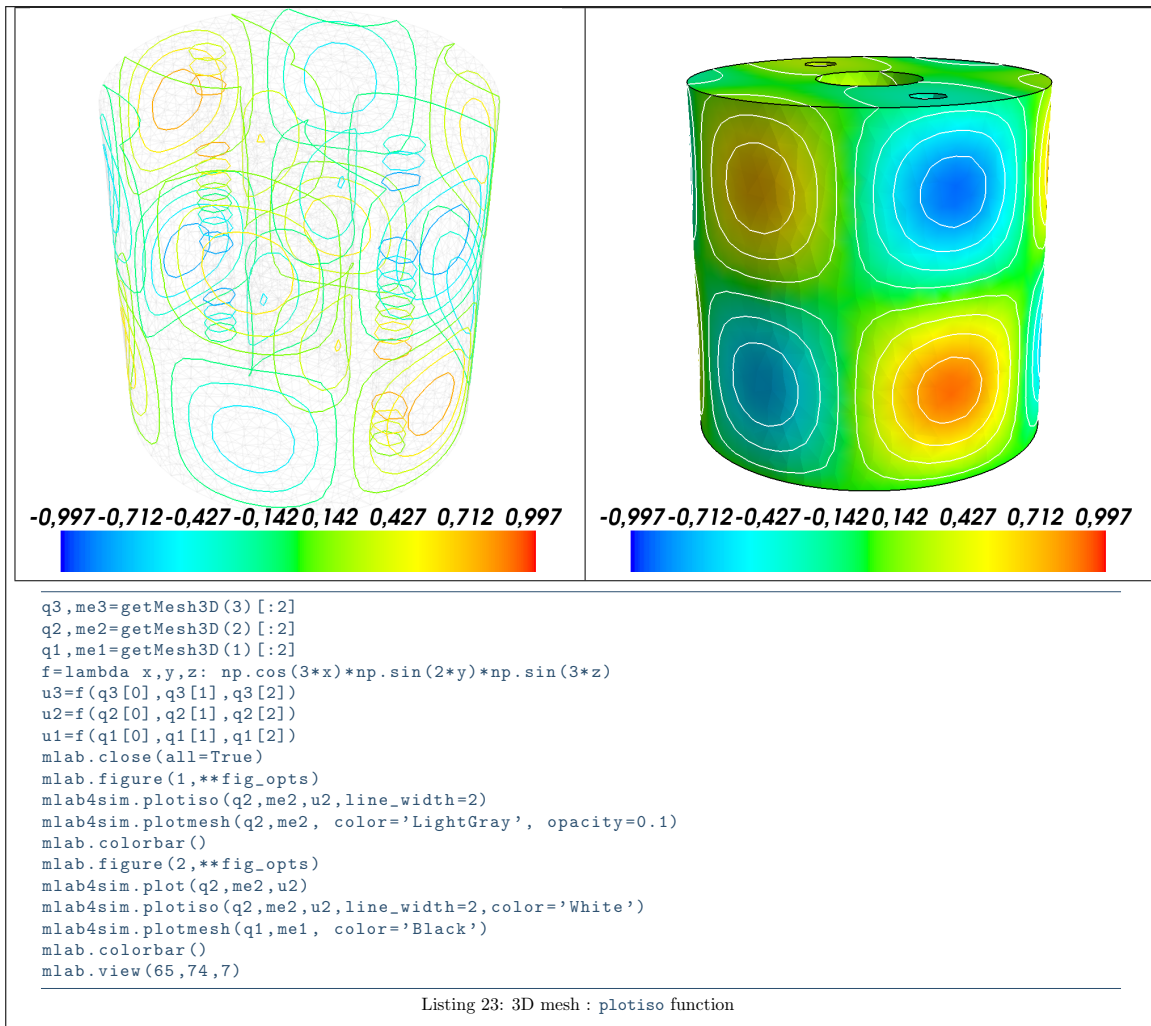 -0,997 -0,712 -0,427 -0,142 0,142 0,427 0,712 0,997
-0,997 -0,712 -0,427 -0,142 0,142 0,427 0,712 0,997
q3,me3=getMesh3D(3)[:2]
q2,me2=getMesh3D(2)[:2]
q1,me1=getMesh3D(1)[:2]
f=lambda x,y,z: np.cos(3*x)*np.sin(2*y)*np.sin(3*z)
u3=f(q3[0],q3[1],q3[2])
u2=f(q2[0],q2[1],q2[2])
u1=f(q1[0],q1[1],q1[2])
mlab.close(all=True)
mlab.figure(1,**fig_opts)
mlab4sim.plotiso(q2,me2,u2,line_width=2)
mlab4sim.plotmesh(q2,me2, color='LightGray', opacity=0.1)
mlab.colorbar()
mlab.figure(2,**fig_opts)
mlab4sim.plot(q2,me2,u2)
mlab4sim.plotiso(q2,me2,u2,line_width=2,color='White')
mlab4sim.plotmesh(q1,me1, color='Black')
mlab.colorbar()
mlab.view(65,74,7)
Listing 23: 3D mesh : plotiso function